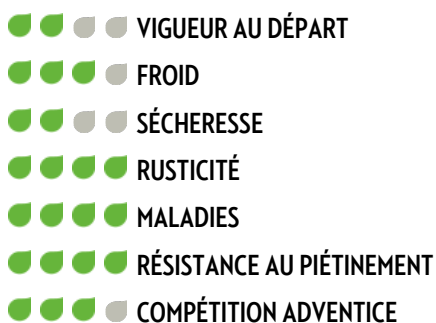 VIGUEUR AU DÉPART
FROID
SÉCHERESSE
RUSTICITÉ
MALADIES
RÉSISTANCE AU PIÉTINEMENT
COMPÉTITION ADVENTICE